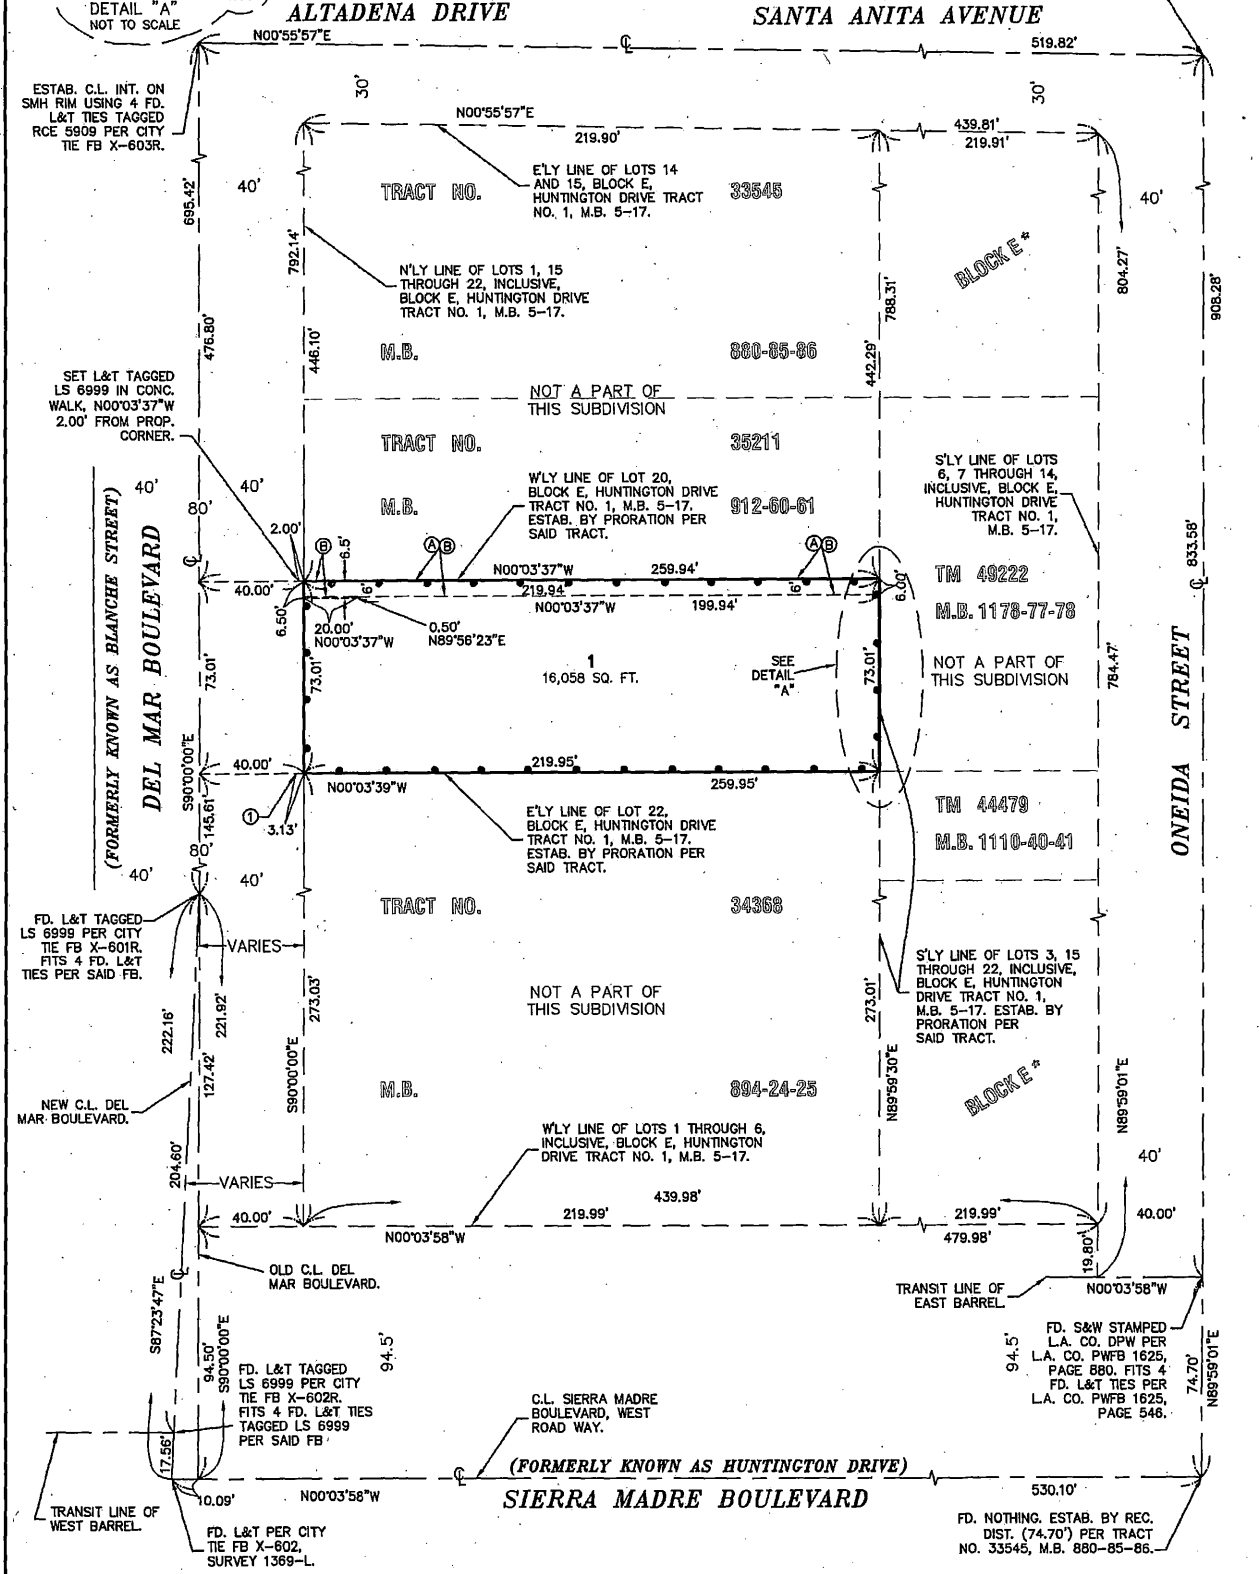 DETAIL "A"
NOT TO SCALE
ALTADENA DRIVE
SANTA ANITA AVENUE
N00°55'57"E
℄
519.82'
ESTAB. C.L. INT. ON
SMH RIM USING 4 FD.
L&T TIES TAGGED
RCE 5909 PER CITY
TIE FB X-603R.
30'
30'
N00°55'57"E
219.90'
439.81'
219.91'
E'LY LINE OF LOTS 14
AND 15, BLOCK E,
HUNTINGTON DRIVE TRACT
NO. 1, M.B. 5-17.
TRACT NO.
33545
40'
40'
695.42'
792.14'
N'LY LINE OF LOTS 1, 15
THROUGH 22, INCLUSIVE,
BLOCK E, HUNTINGTON DRIVE
TRACT NO. 1, M.B. 5-17.
BLOCK E *
788.31'
804.27'
908.28'
476.80'
446.10'
M.B.
880-85-86
442.29'
NOT A PART OF
THIS SUBDIVISION
SET L&T TAGGED
LS 6999 IN CONC.
WALK, N00°03'37"W
2.00' FROM PROP.
CORNER.
TRACT NO.
35211
W'LY LINE OF LOT 20,
BLOCK E, HUNTINGTON DRIVE
TRACT NO. 1, M.B. 5-17.
ESTAB. BY PRORATION PER
SAID TRACT.
M.B.
912-60-61
S'LY LINE OF LOTS
6, 7 THROUGH 14,
INCLUSIVE, BLOCK E,
HUNTINGTON DRIVE
TRACT NO. 1,
M.B. 5-17.
40'
40'
80'
2.00'
B
6.5'
A B
A B
℄
N00°03'37"W
259.94'
TM 49222
℄
833.58'
40.00'
6'
219.94'
6'
6.00'
6.50'
N00°03'37"W
199.94'
M.B. 1178-77-78
20.00'
N00°03'37"W
0.50'
N89°56'23"E
(FORMERLY KNOWN AS BLANCHE STREET)
DEL MAR BOULEVARD
73.01'
73.01'
1
16,058 SQ. FT.
SEE
DETAIL
"A"
73.01'
NOT A PART OF
THIS SUBDIVISION
784.47'
ONEIDA STREET
S90°00'00"E
40.00'
219.95'
N00°03'39"W
259.95'
1
3.13'
145.61'
80'
40'
40'
E'LY LINE OF LOT 22,
BLOCK E, HUNTINGTON DRIVE
TRACT NO. 1, M.B. 5-17.
ESTAB. BY PRORATION PER
SAID TRACT.
TM 44479
M.B. 1110-40-41
TRACT NO.
34368
FD. L&T TAGGED
LS 6999 PER CITY
TIE FB X-601R.
FITS 4 FD. L&T
TIES PER SAID FB.
VARIES
NOT A PART OF
THIS SUBDIVISION
S'LY LINE OF LOTS 3, 15
THROUGH 22, INCLUSIVE,
BLOCK E, HUNTINGTON
DRIVE TRACT NO. 1,
M.B. 5-17. ESTAB. BY
PRORATION PER
SAID TRACT.
222.16'
221.92'
273.03'
273.01'
127.42'
S90°00'00"E
M.B.
894-24-25
N89°59'30"E
BLOCK E *
N89°59'01"E
NEW C.L. DEL
MAR BOULEVARD.
W'LY LINE OF LOTS 1 THROUGH 6,
INCLUSIVE, BLOCK E, HUNTINGTON
DRIVE TRACT NO. 1, M.B. 5-17.
204.60'
VARIES
40'
439.98'
40.00'
219.99'
219.99'
40.00'
N00°03'58"W
479.98'
19.80'
℄
OLD C.L. DEL
MAR BOULEVARD.
TRANSIT LINE OF
EAST BARREL.
N00°03'58"W
S87°23'47"E
94.50'
S90°00'00"E
94.5'
94.5'
FD. S&W STAMPED
L.A. CO. DPW PER
L.A. CO. PWFB 1625,
PAGE 880. FITS 4
FD. L&T TIES PER
L.A. CO. PWFB 1625,
PAGE 546.
74.70'
N89°59'01"E
FD. L&T TAGGED
LS 6999 PER CITY
TIE FB X-602R.
FITS 4 FD. L&T TIES
TAGGED LS 6999
PER SAID FB
C.L. SIERRA MADRE
BOULEVARD, WEST
ROAD WAY.
17.56'
℄
(FORMERLY KNOWN AS HUNTINGTON DRIVE)
10.09'
N00°03'58"W
SIERRA MADRE BOULEVARD
530.10'
TRANSIT LINE OF
WEST BARREL.
FD. L&T PER CITY
TIE FB X-602,
SURVEY 1369-L.
FD. NOTHING. ESTAB. BY REC.
DIST. (74.70') PER TRACT
NO. 33545, M.B. 880-85-86.